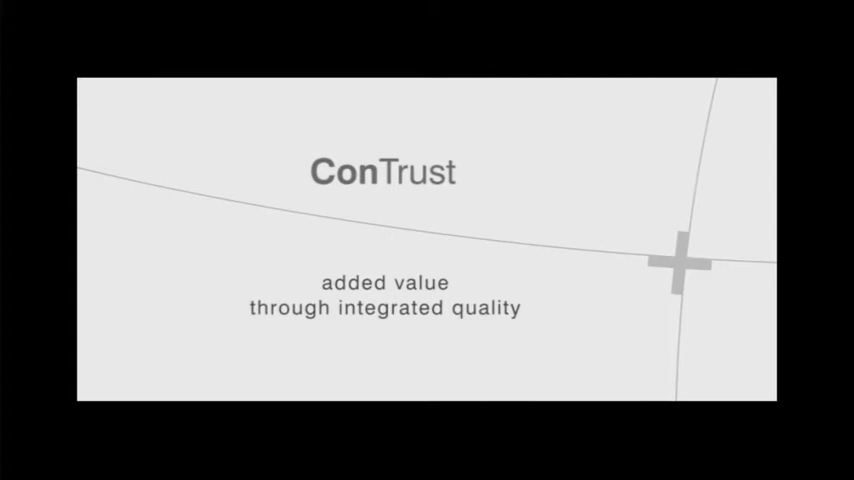 ConTrust
added value
through integrated quality